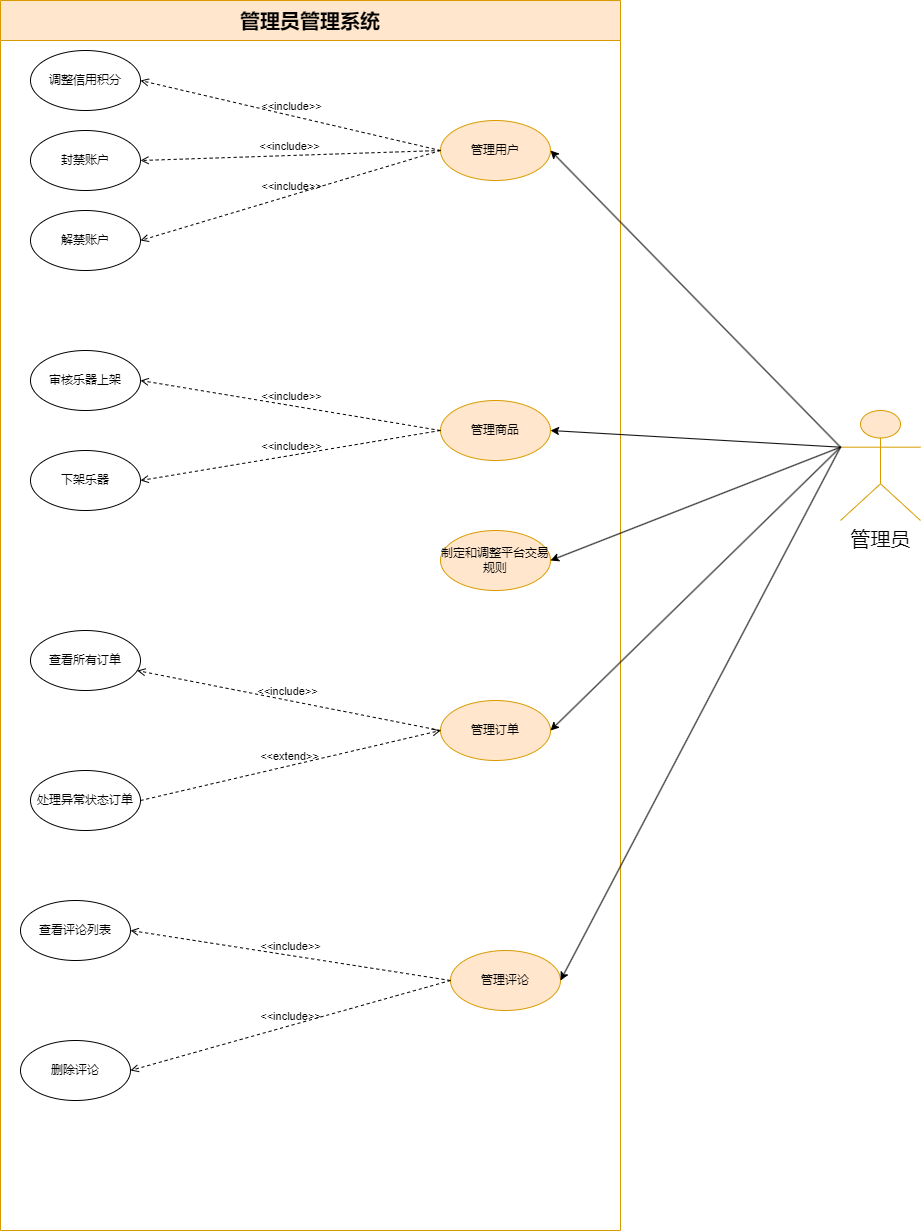 管理员管理系统
调整信用积分
<<include>>
管理用户
<<include>>
封禁账户
<<include>>
解禁账户
审核乐器上架
<<include>>
管理商品
<<include>>
下架乐器
管理员
制定和调整平台交易
规则
查看所有订单
<<include>>
管理订单
<<extend>>
处理异常状态订单
查看评论列表
<<include>>
管理评论
<<include>>
删除评论